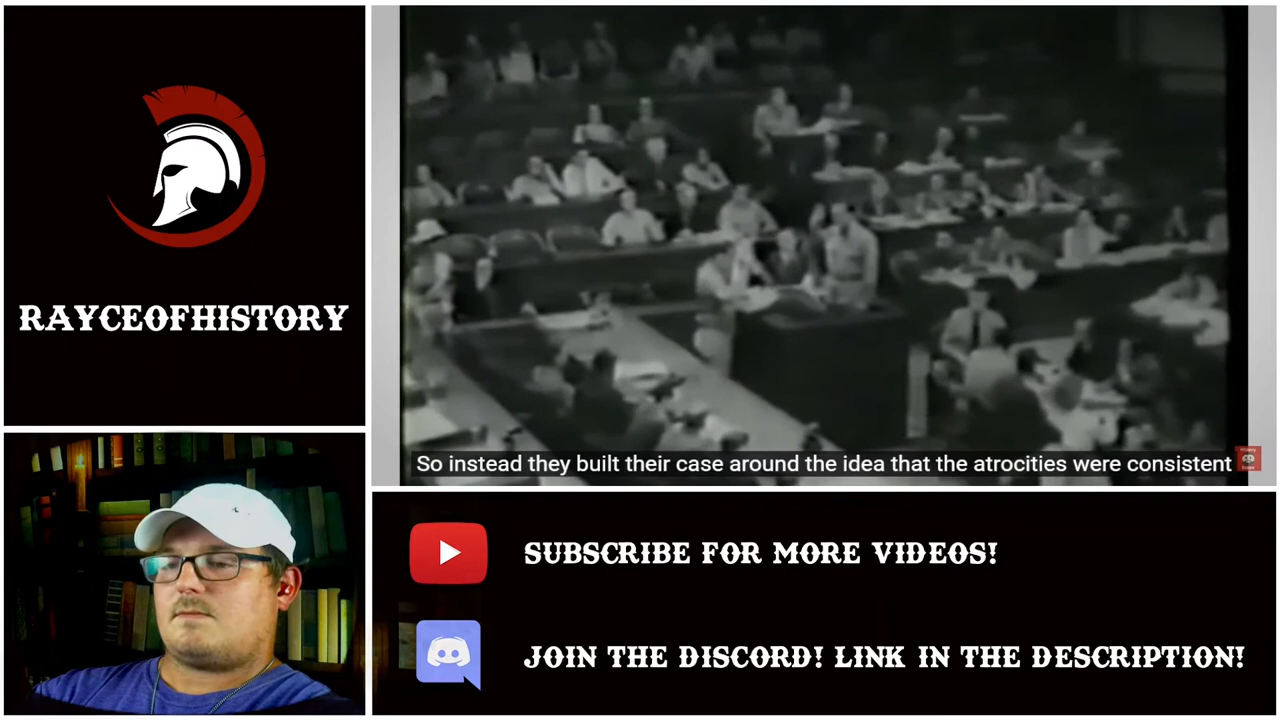 RAYCEOFHISTORY
So instead they built their case around the idea that the atrocities were consistent
SUBSCRIBE FOR MORE VIDEOS!
JOIN THE DISCORD! LINK IN THE DESCRIPTION!